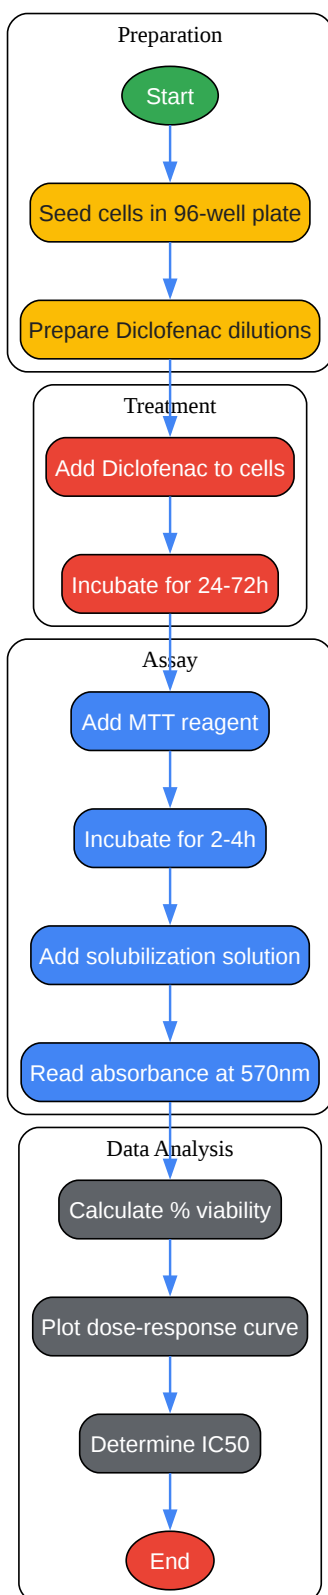 Preparation
Start
Seed cells in 96-well plate
Prepare Diclofenac dilutions
Treatment
Add Diclofenac to cells
Incubate for 24-72h
Assay
Add MTT reagent
Incubate for 2-4h
Add solubilization solution
Read absorbance at 570nm
Data Analysis
Calculate % viability
Plot dose-response curve
Determine IC50
End